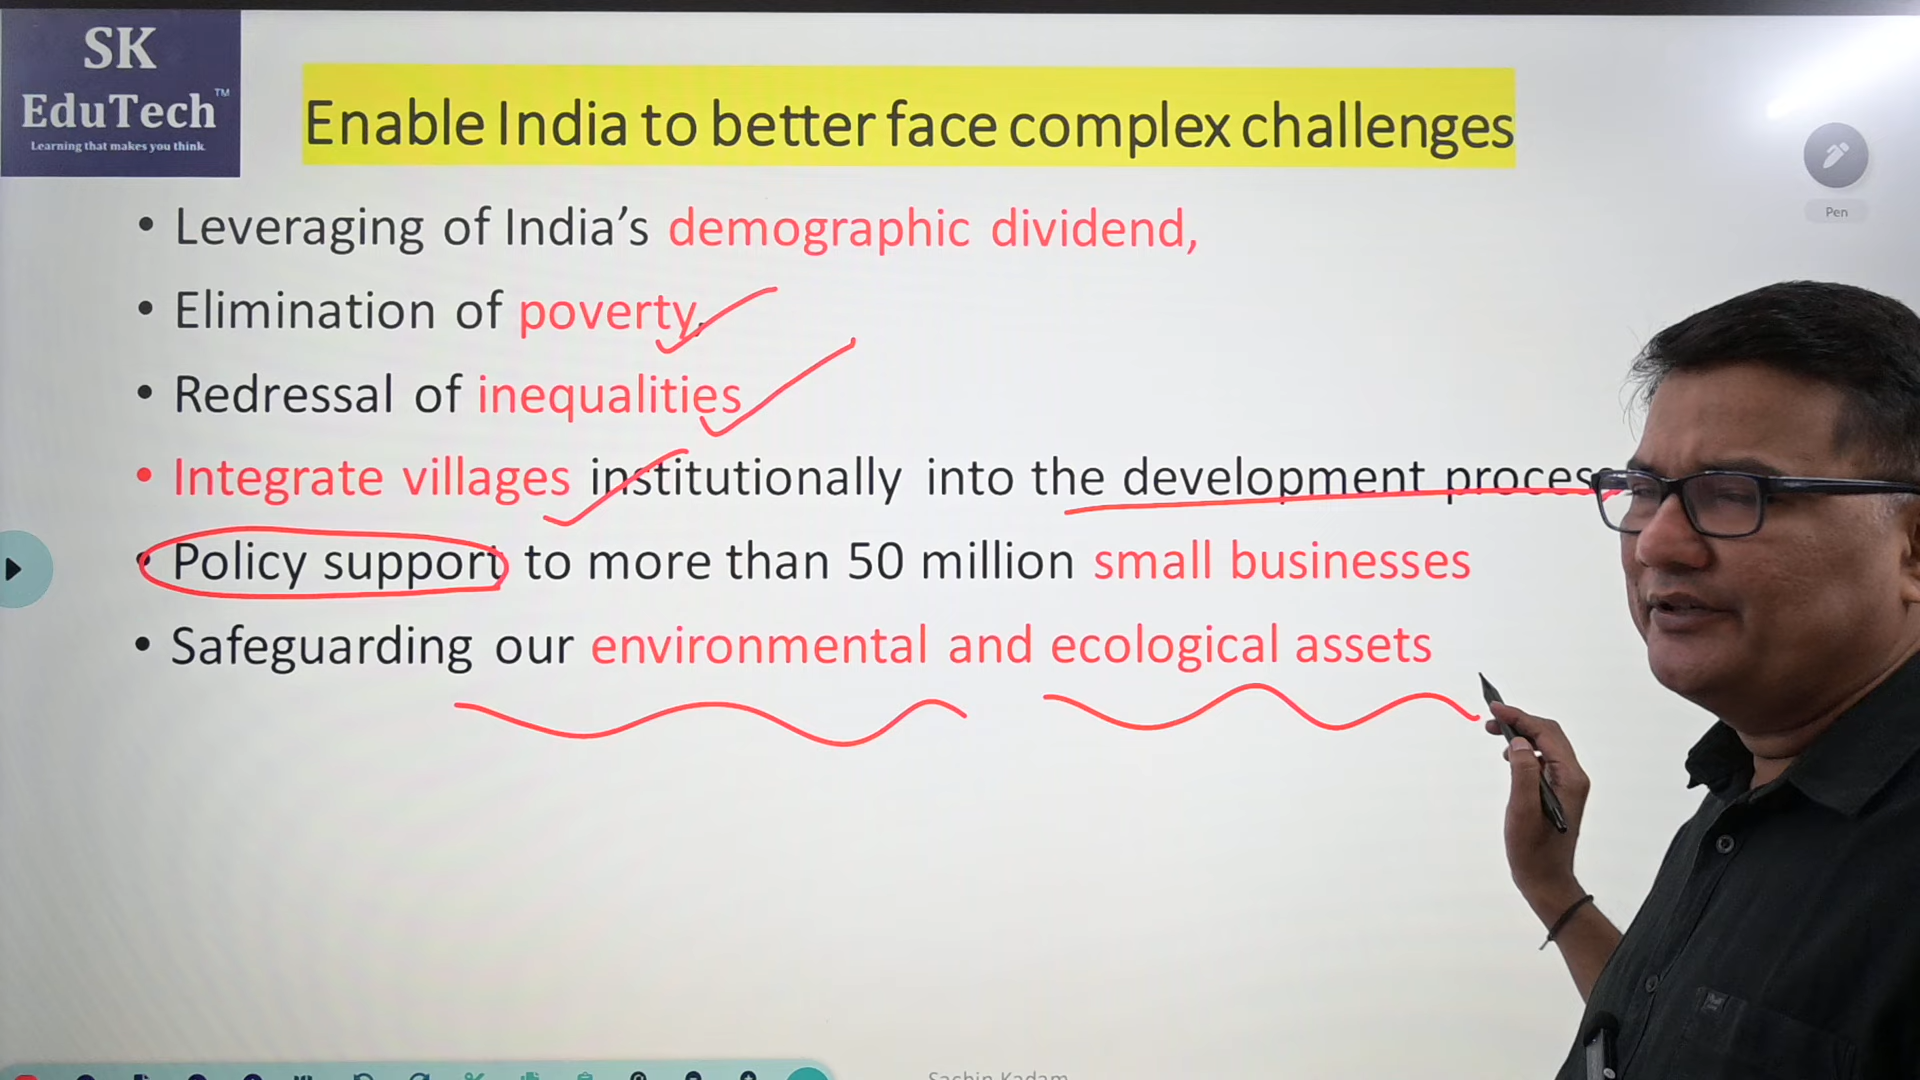 SK
EduTech™
Learning that makes you think.
Enable India to better face complex challenges
Pen
• Leveraging of India’s demographic dividend,
• Elimination of poverty,
• Redressal of inequalities
• Integrate villages institutionally into the development process
• Policy support to more than 50 million small businesses
• Safeguarding our environmental and ecological assets
Sachin Kadam